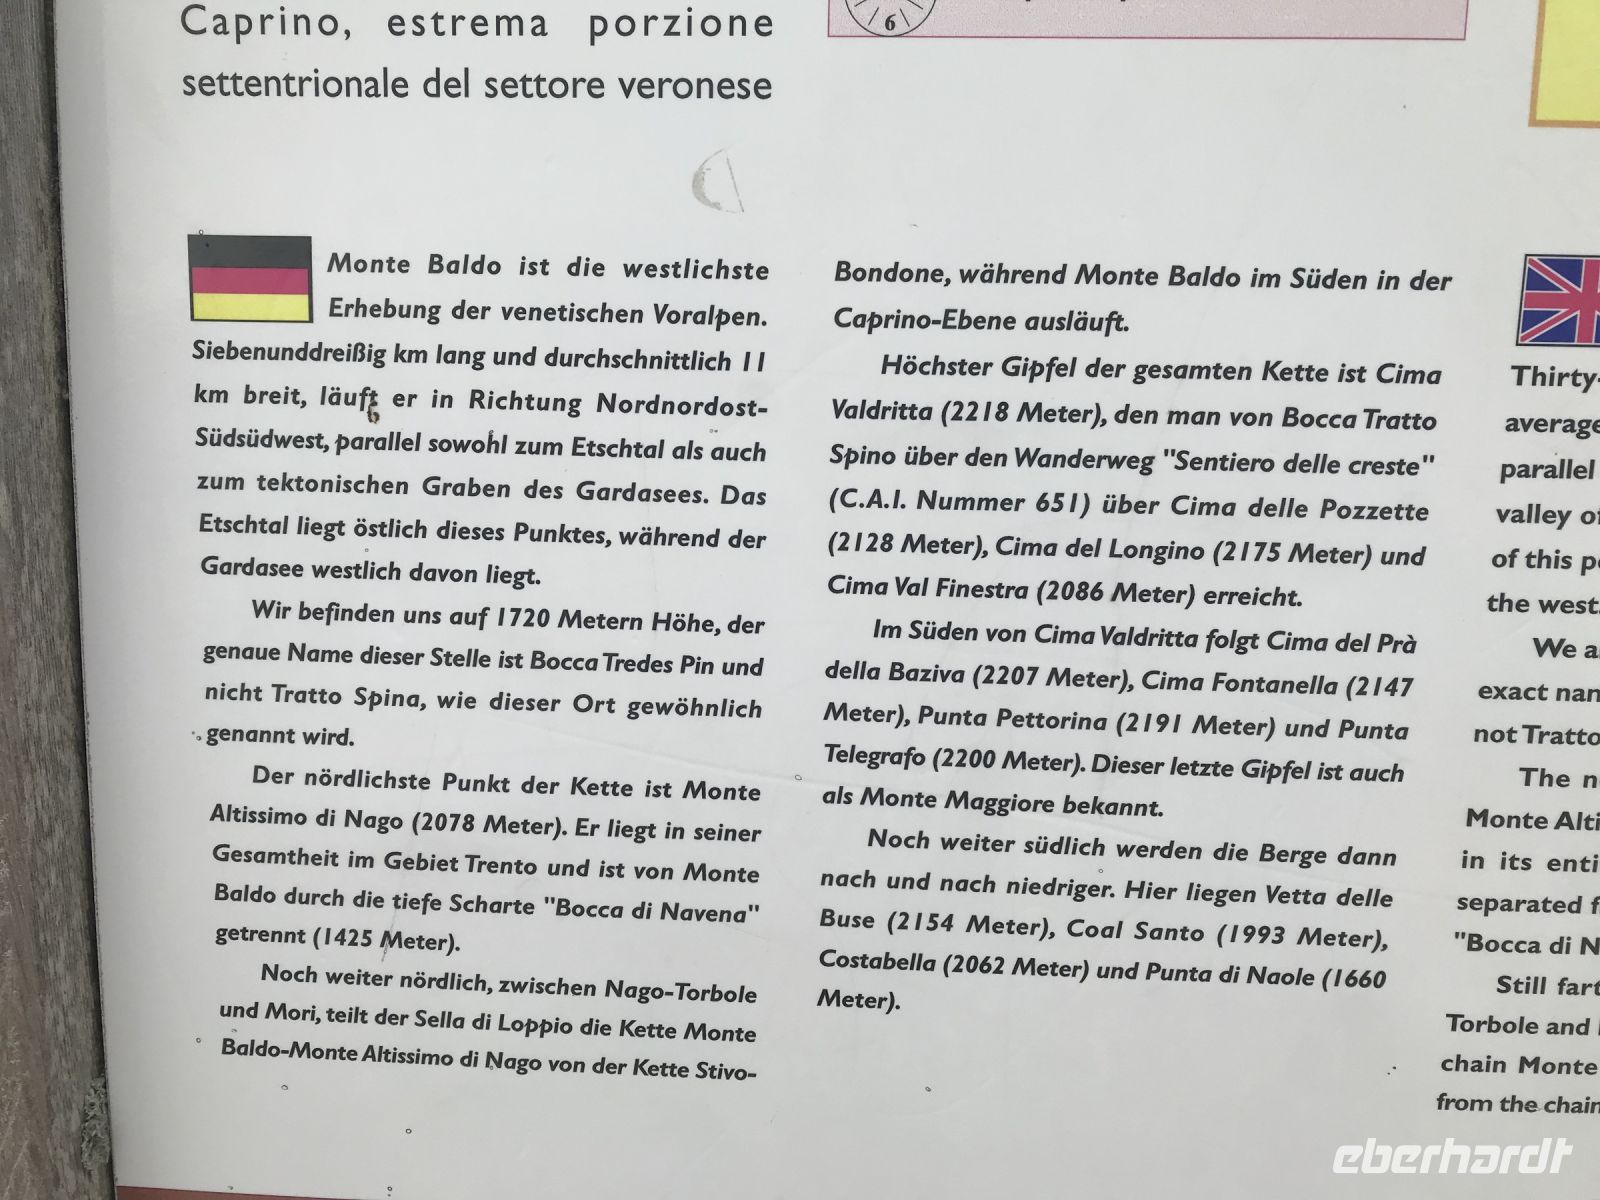 Caprino, estrema porzione
settentrionale del settore veronese
6
Monte Baldo ist die westlichste
Erhebung der venetischen Voralpen.
Siebenunddreißig km lang und durchschnittlich 11
km breit, läuft er in Richtung Nordnordost-
Südsüdwest, parallel sowohl zum Etschtal als auch
zum tektonischen Graben des Gardasees. Das
Etschtal liegt östlich dieses Punktes, während der
Gardasee westlich davon liegt.
Wir befinden uns auf 1720 Metern Höhe, der
genaue Name dieser Stelle ist Bocca Tredes Pin und
nicht Tratto Spina, wie dieser Ort gewöhnlich
genannt wird.
Der nördlichste Punkt der Kette ist Monte
Altissimo di Nago (2078 Meter). Er liegt in seiner
Gesamtheit im Gebiet Trento und ist von Monte
Baldo durch die tiefe Scharte "Bocca di Navena"
getrennt (1425 Meter).
Noch weiter nördlich, zwischen Nago-Torbole
und Mori, teilt der Sella di Loppio die Kette Monte
Baldo-Monte Altissimo di Nago von der Kette Stivo-
Bondone, während Monte Baldo im Süden in der
Caprino-Ebene ausläuft.
Höchster Gipfel der gesamten Kette ist Cima
Valdritta (2218 Meter), den man von Bocca Tratto
Spino über den Wanderweg "Sentiero delle creste"
(C.A.I. Nummer 651) über Cima delle Pozzette
(2128 Meter), Cima del Longino (2175 Meter) und
Cima Val Finestra (2086 Meter) erreicht.
Im Süden von Cima Valdritta folgt Cima del Prà
della Baziva (2207 Meter), Cima Fontanella (2147
Meter), Punta Pettorina (2191 Meter) und Punta
Telegrafo (2200 Meter). Dieser letzte Gipfel ist auch
als Monte Maggiore bekannt.
Noch weiter südlich werden die Berge dann
nach und nach niedriger. Hier liegen Vetta delle
Buse (2154 Meter), Coal Santo (1993 Meter),
Costabella (2062 Meter) und Punta di Naole (1660
Meter).
Thirty-
average
parallel
valley
of this
the west.
We
exact
not Tratto
The
Monte
in its
separated
"Bocca di
Still
Torbole and
chain Monte
from the chain
eberhardt